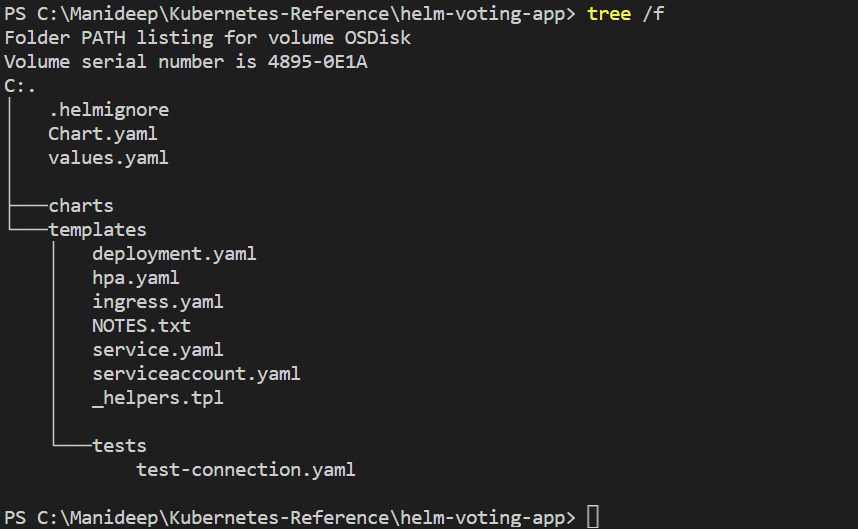 PS C:\Manideep\Kubernetes-Reference\helm-voting-app> tree /f
Folder PATH listing for volume OSDisk
Volume serial number is 4895-0E1A
C:.
│   .helmignore
│   Chart.yaml
│   values.yaml
│
├───charts
└───templates
    │   deployment.yaml
    │   hpa.yaml
    │   ingress.yaml
    │   NOTES.txt
    │   service.yaml
    │   serviceaccount.yaml
    │   _helpers.tpl
    │
    └───tests
            test-connection.yaml

PS C:\Manideep\Kubernetes-Reference\helm-voting-app>